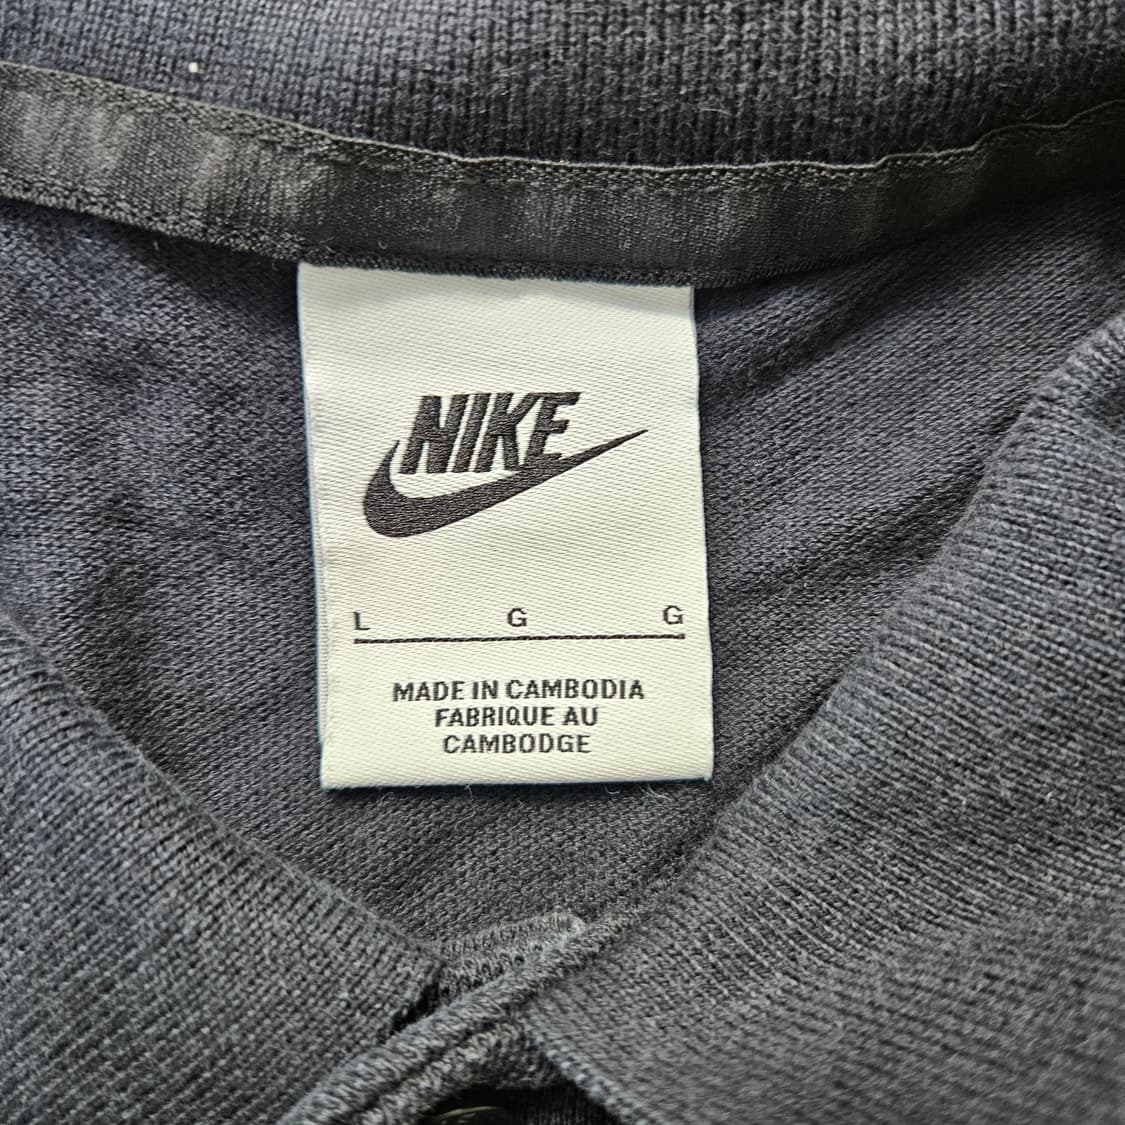 NIKE
L G G
MADE IN CAMBODIA
FABRIQUE AU
CAMBODGE